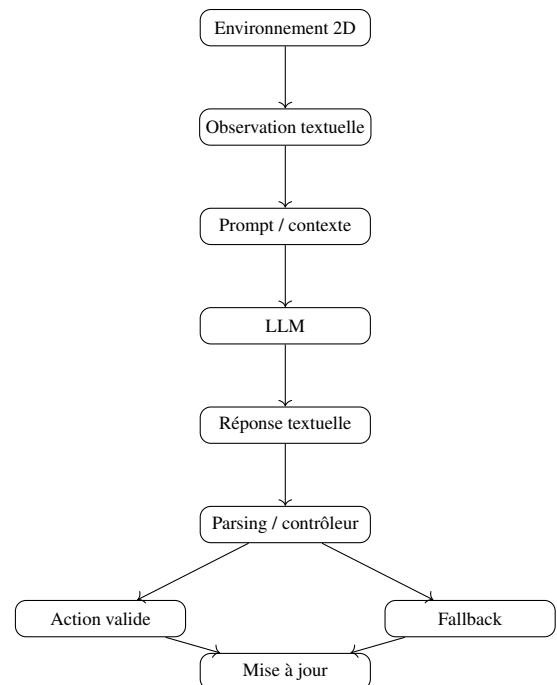 Environnement 2D
Observation textuelle
Prompt / contexte
LLM
Réponse textuelle
Parsing / contrôleur
Action valide
Fallback
Mise à jour